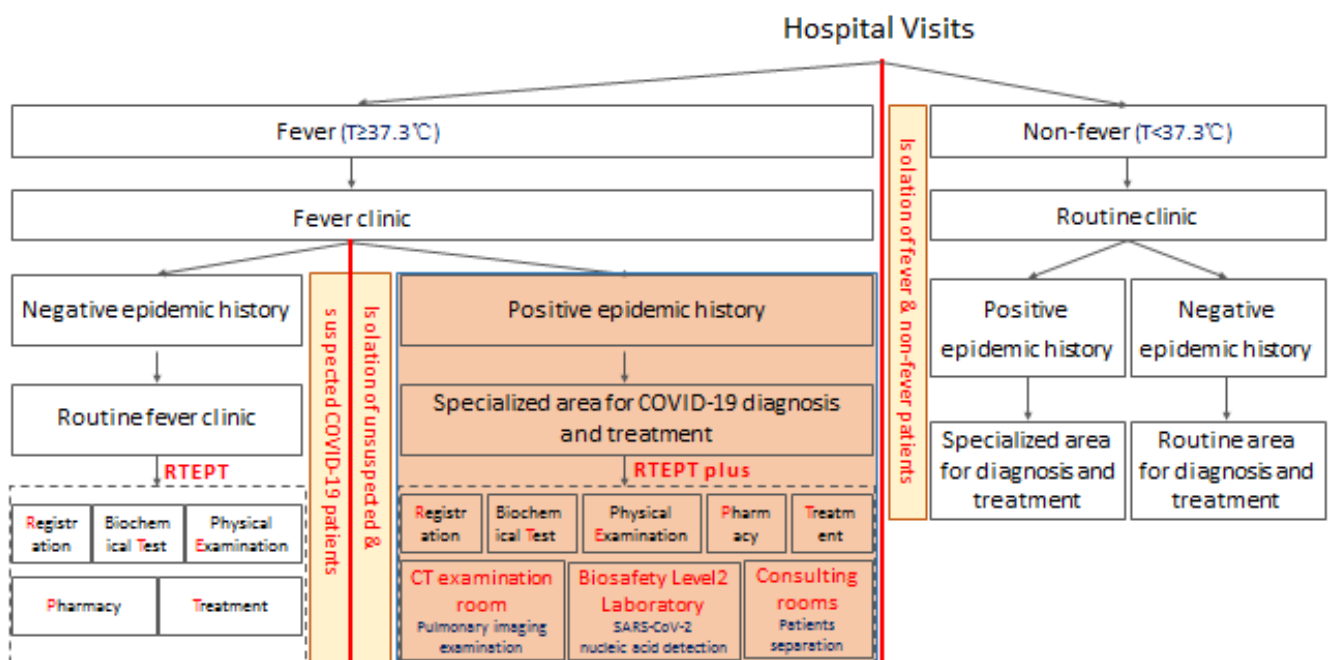 Hospital Visits
Fever (T≥37.3℃)
Non-fever (T<37.3℃)
Isolation of fever & non-fever patients
Fever clinic
Routine clinic
Negative epidemic history
Isolation of unsuspected &
suspected COVID-19 patients
Positive epidemic history
Positive
epidemic history
Negative
epidemic history
Routine fever clinic
Specialized area for COVID-19 diagnosis
and treatment
Specialized area
for diagnosis and
treatment
Routine area
for diagnosis and
treatment
RTEPT
RTEPT plus
Registr
ation
Biochem
ical Test
Physical
Examination
Pharmacy
Treatment
Registr
ation
Biochem
ical Test
Physical
Examination
Pharm
acy
Treatm
ent
CT examination
room
Pulmonary imaging
examination
Biosafety Level2
Laboratory
SARS-CoV-2
nucleic acid detection
Consulting
rooms
Patients
separation